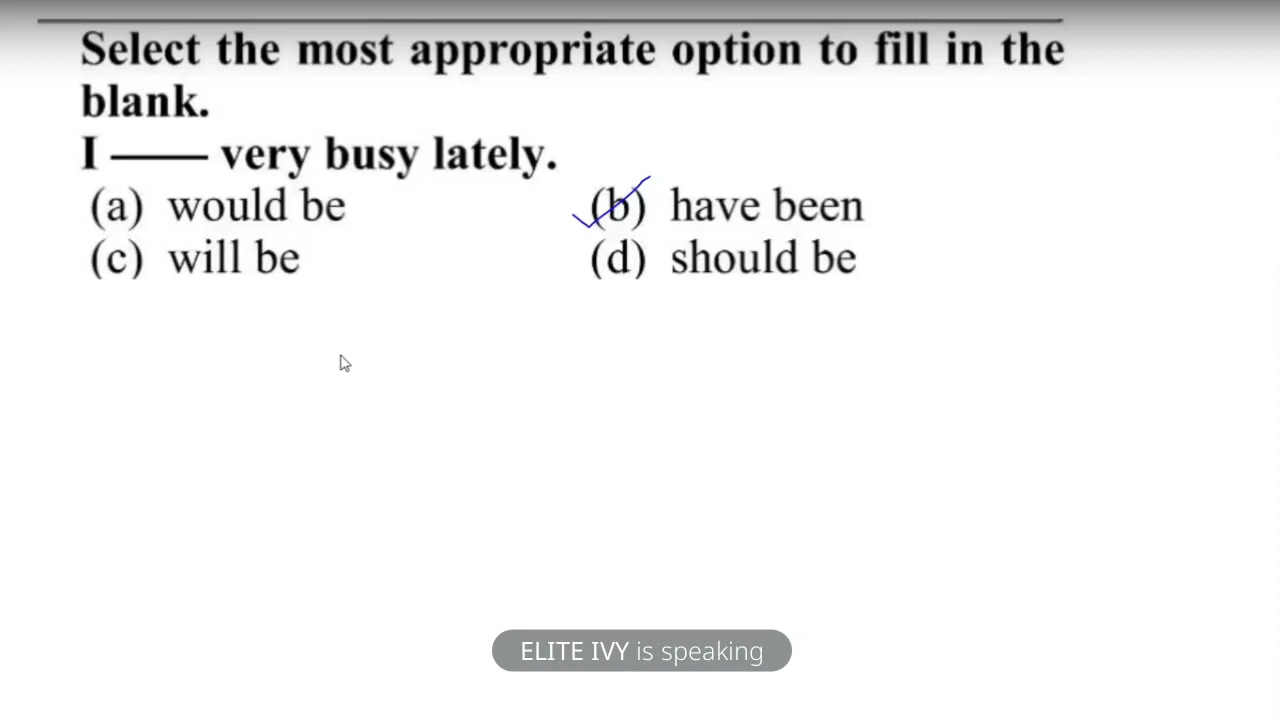 Select the most appropriate option to fill in the
blank.
I —— very busy lately.
(a) would be (b) have been
(c) will be (d) should be
ELITE IVY is speaking